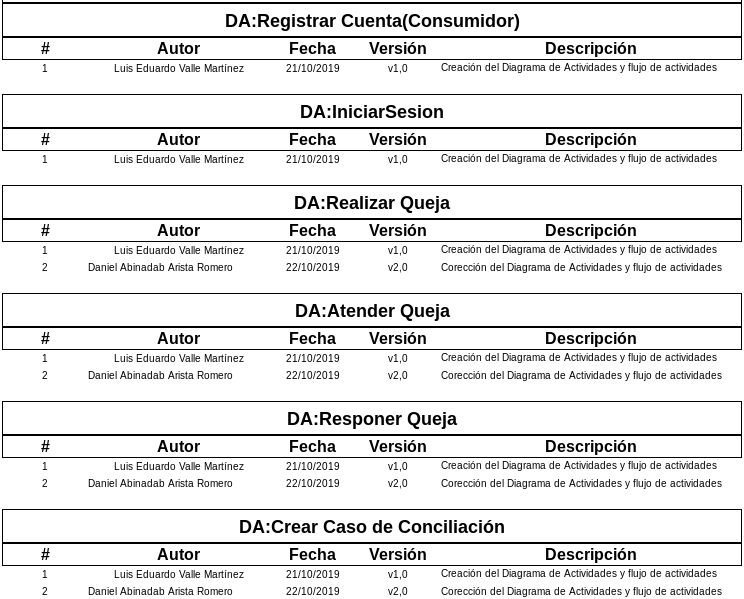 DA:Registrar Cuenta(Consumidor)
# Autor Fecha Versión Descripción
1 Luis Eduardo Valle Martínez 21/10/2019 v1,0 Creación del Diagrama de Actividades y flujo de actividades
DA:IniciarSesion
# Autor Fecha Versión Descripción
1 Luis Eduardo Valle Martínez 21/10/2019 v1,0 Creación del Diagrama de Actividades y flujo de actividades
DA:Realizar Queja
# Autor Fecha Versión Descripción
1 Luis Eduardo Valle Martínez 21/10/2019 v1,0 Creación del Diagrama de Actividades y flujo de actividades
2 Daniel Abinadab Arista Romero 22/10/2019 v2,0 Corección del Diagrama de Actividades y flujo de actividades
DA:Atender Queja
# Autor Fecha Versión Descripción
1 Luis Eduardo Valle Martínez 21/10/2019 v1,0 Creación del Diagrama de Actividades y flujo de actividades
2 Daniel Abinadab Arista Romero 22/10/2019 v2,0 Corección del Diagrama de Actividades y flujo de actividades
DA:Responer Queja
# Autor Fecha Versión Descripción
1 Luis Eduardo Valle Martínez 21/10/2019 v1,0 Creación del Diagrama de Actividades y flujo de actividades
2 Daniel Abinadab Arista Romero 22/10/2019 v2,0 Corección del Diagrama de Actividades y flujo de actividades
DA:Crear Caso de Conciliación
# Autor Fecha Versión Descripción
1 Luis Eduardo Valle Martínez 21/10/2019 v1,0 Creación del Diagrama de Actividades y flujo de actividades
2 Daniel Abinadab Arista Romero 22/10/2019 v2,0 Corección del Diagrama de Actividades y flujo de actividades